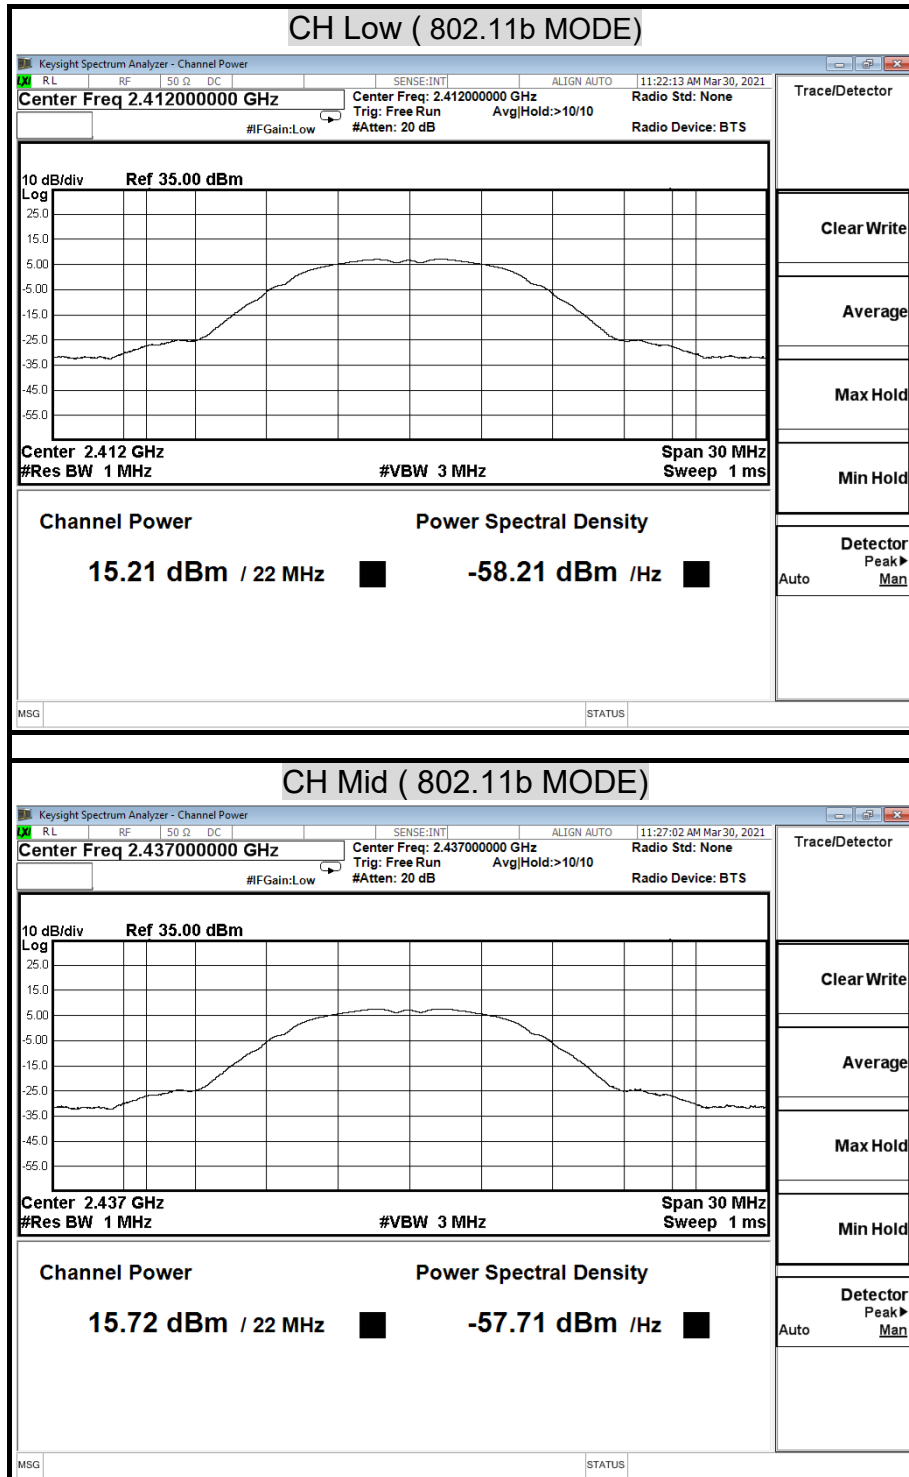 CH Low ( 802.11b MODE)
Keysight Spectrum Analyzer - Channel Power
LXI RL RF 50 Ω DC SENSE:INT ALIGN AUTO 11:22:13 AM Mar 30, 2021
Center Freq 2.412000000 GHz
Center Freq: 2.412000000 GHz
Radio Std: None
Trig: Free Run Avg|Hold:>10/10
#IFGain:Low #Atten: 20 dB Radio Device: BTS
Trace/Detector
10 dB/div Ref 35.00 dBm
Log
25.0
15.0
5.00
-5.00
-15.0
-25.0
-35.0
-45.0
-55.0
Clear Write
Average
Max Hold
Min Hold
Center 2.412 GHz Span 30 MHz
#Res BW 1 MHz #VBW 3 MHz Sweep 1 ms
Channel Power Power Spectral Density
15.21 dBm / 22 MHz -58.21 dBm /Hz
Detector
Peak▶
Auto Man
MSG STATUS
CH Mid ( 802.11b MODE)
Keysight Spectrum Analyzer - Channel Power
LXI RL RF 50 Ω DC SENSE:INT ALIGN AUTO 11:27:02 AM Mar 30, 2021
Center Freq 2.437000000 GHz
Center Freq: 2.437000000 GHz
Radio Std: None
Trig: Free Run Avg|Hold:>10/10
#IFGain:Low #Atten: 20 dB Radio Device: BTS
Trace/Detector
10 dB/div Ref 35.00 dBm
Log
25.0
15.0
5.00
-5.00
-15.0
-25.0
-35.0
-45.0
-55.0
Clear Write
Average
Max Hold
Min Hold
Center 2.437 GHz Span 30 MHz
#Res BW 1 MHz #VBW 3 MHz Sweep 1 ms
Channel Power Power Spectral Density
15.72 dBm / 22 MHz -57.71 dBm /Hz
Detector
Peak▶
Auto Man
MSG STATUS